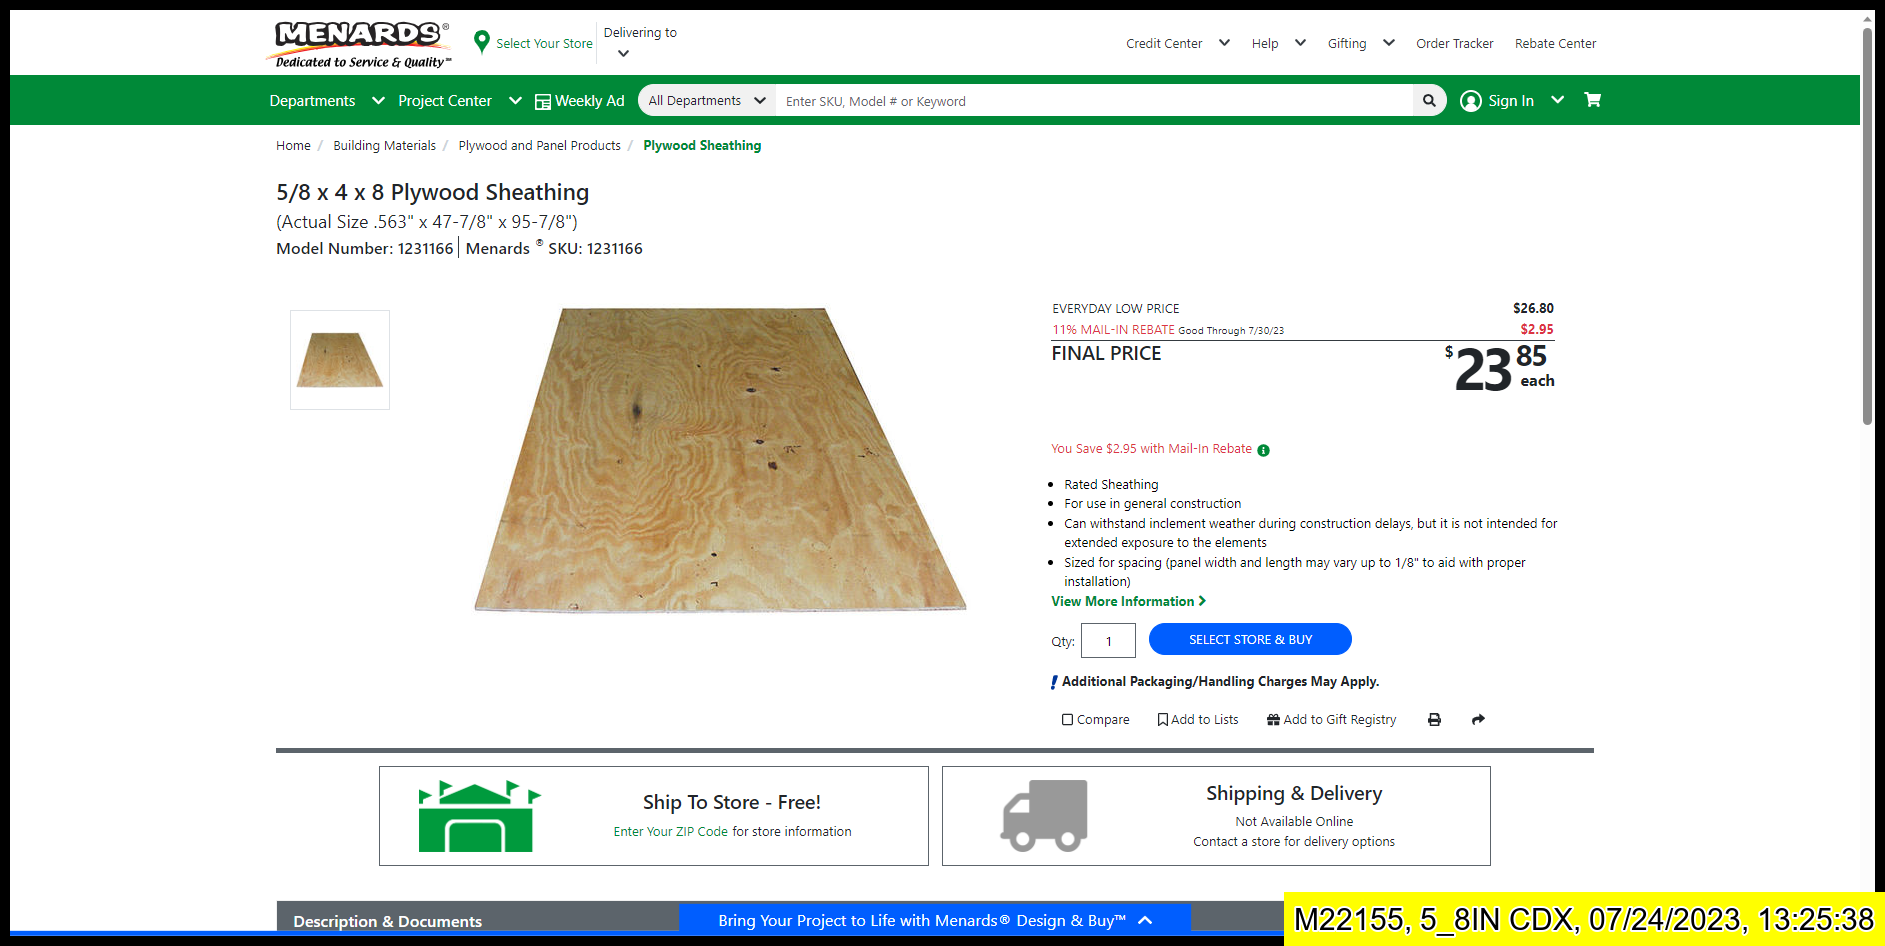 MENARDS®
Dedicated to Service & Quality℠
Select Your Store
Delivering to
Credit Center
Help
Gifting
Order Tracker
Rebate Center
Departments
Project Center
Weekly Ad
All Departments
Enter SKU, Model # or Keyword
Sign In
Home / Building Materials / Plywood and Panel Products / Plywood Sheathing
5/8 x 4 x 8 Plywood Sheathing
(Actual Size .563" x 47-7/8" x 95-7/8")
Model Number: 1231166 | Menards ® SKU: 1231166
EVERYDAY LOW PRICE $26.80
11% MAIL-IN REBATE Good Through 7/30/23 $2.95
FINAL PRICE $23 85 each
You Save $2.95 with Mail-In Rebate
• Rated Sheathing
• For use in general construction
• Can withstand inclement weather during construction delays, but it is not intended for
extended exposure to the elements
• Sized for spacing (panel width and length may vary up to 1/8" to aid with proper
installation)
View More Information
Qty: 1
SELECT STORE & BUY
! Additional Packaging/Handling Charges May Apply.
Compare
Add to Lists
Add to Gift Registry
Ship To Store - Free!
Enter Your ZIP Code for store information
Shipping & Delivery
Not Available Online
Contact a store for delivery options
Description & Documents
Bring Your Project to Life with Menards® Design & Buy™
M22155, 5_8IN CDX, 07/24/2023, 13:25:38